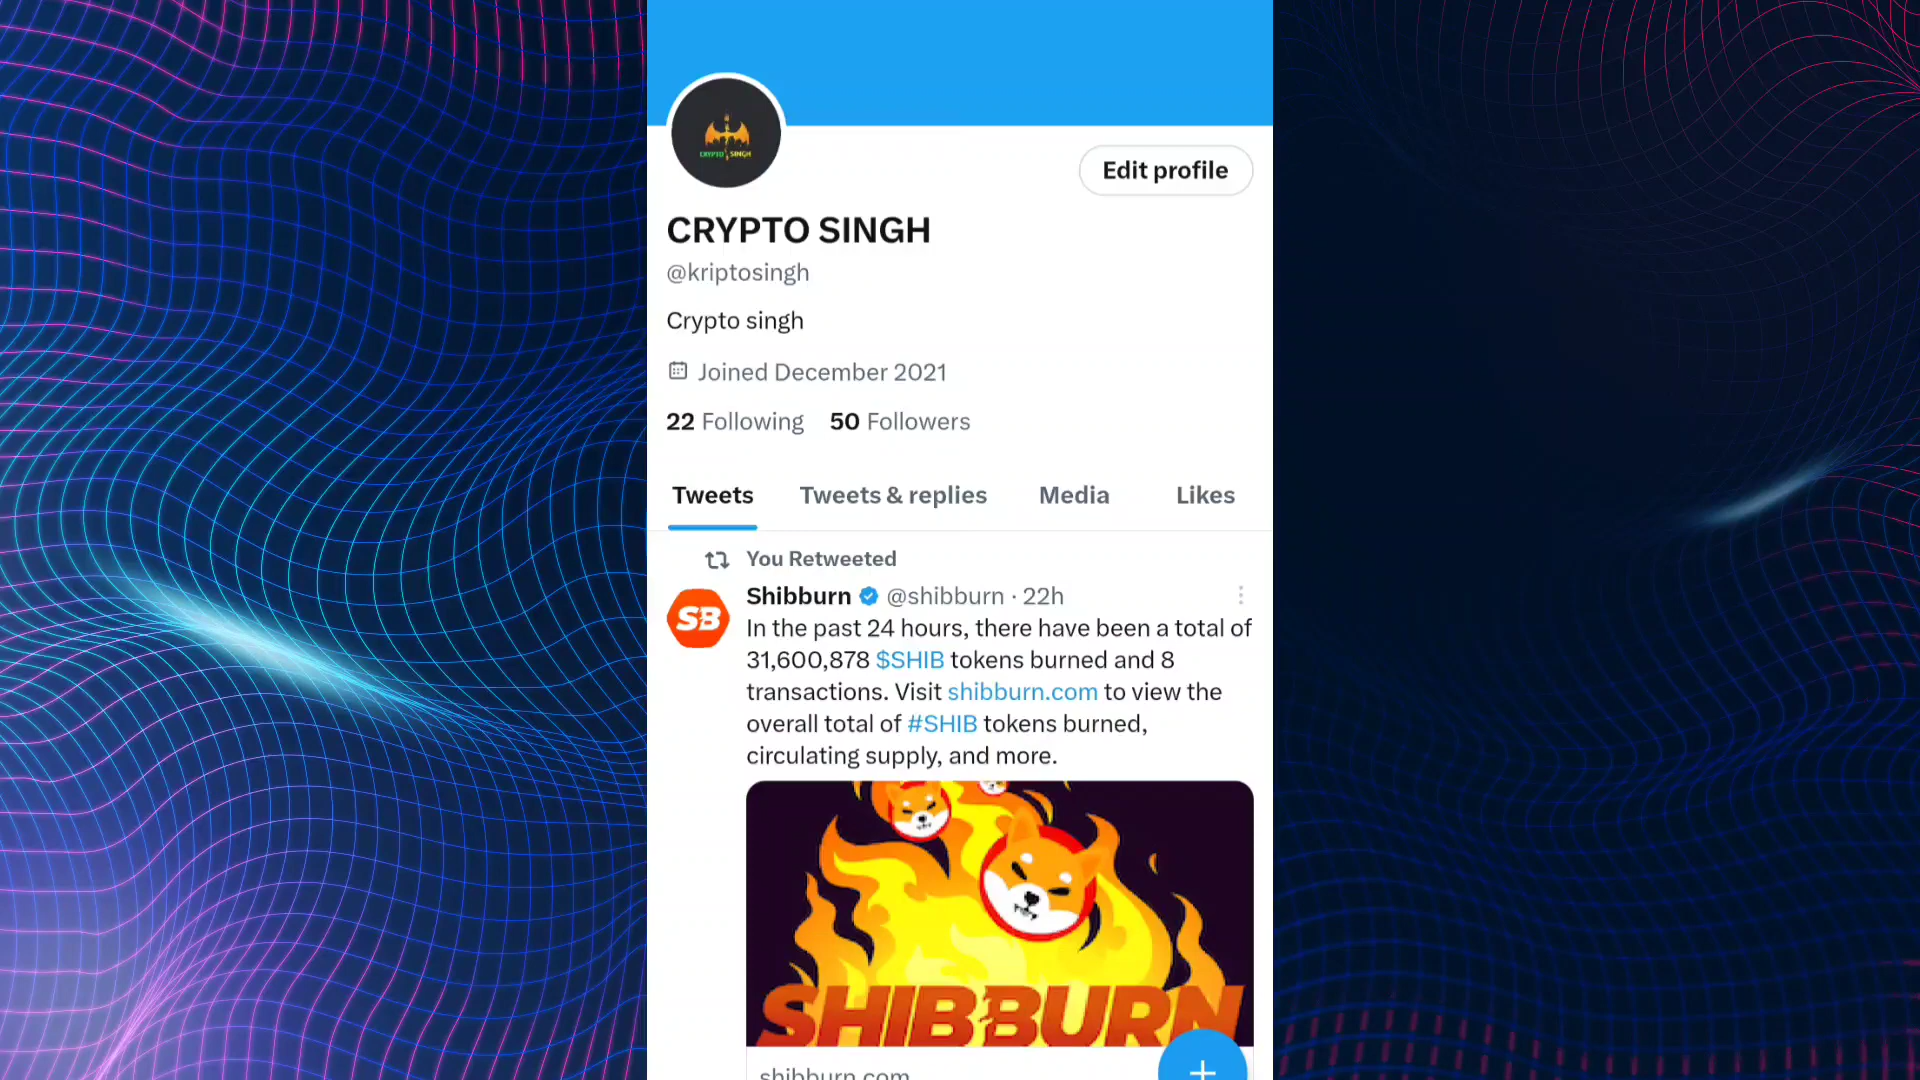 CRYPTO SINGH
Edit profile
CRYPTO SINGH
@kriptosingh
Crypto singh
Joined December 2021
22 Following 50 Followers
Tweets Tweets & replies Media Likes
You Retweeted
SB Shibburn @shibburn · 22h
In the past 24 hours, there have been a total of
31,600,878 $SHIB tokens burned and 8
transactions. Visit shibburn.com to view the
overall total of #SHIB tokens burned,
circulating supply, and more.
SHIBBURN
shibburn.com